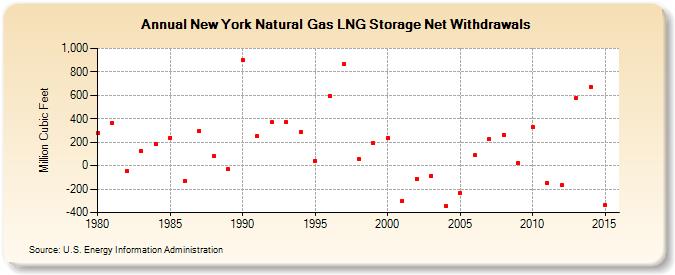 Annual New York Natural Gas LNG Storage Net Withdrawals
Million Cubic Feet
1,000
800
600
400
200
0
-200
-400
1980 1985 1990 1995 2000 2005 2010 2015
Source: U.S. Energy Information Administration